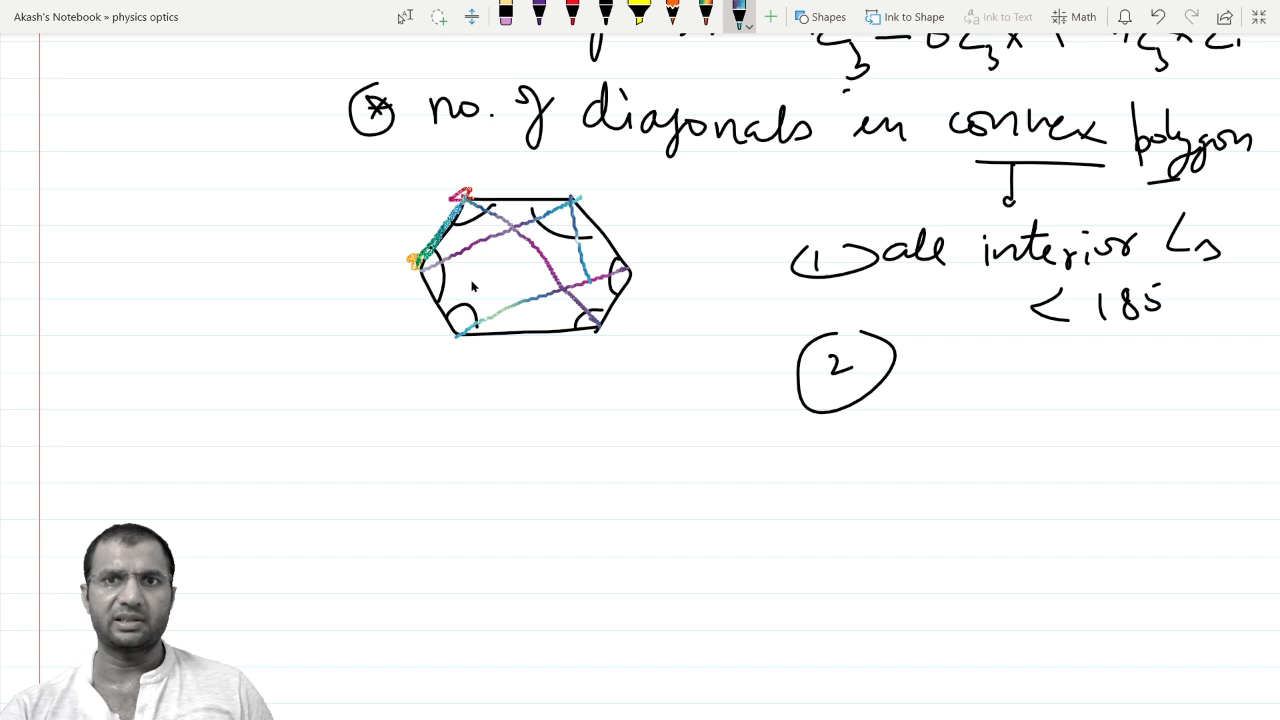 Akash's Notebook » physics optics
Shapes Ink to Shape Ink to Text Math
no. of diagonals in convex polygon
(1) all interior ∠s
< 185
2